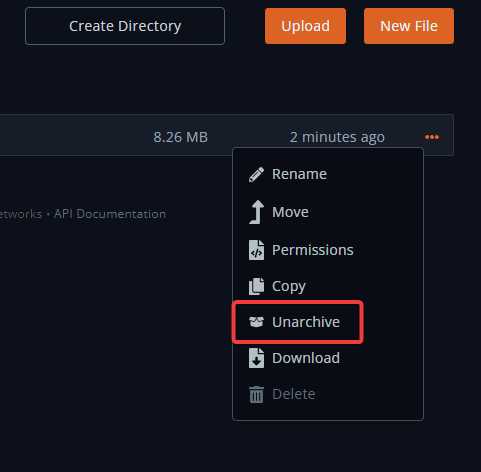 Create Directory
Upload
New File
8.26 MB
2 minutes ago
Rename
etworks • API Documentation
Move
Permissions
Copy
Unarchive
Download
Delete